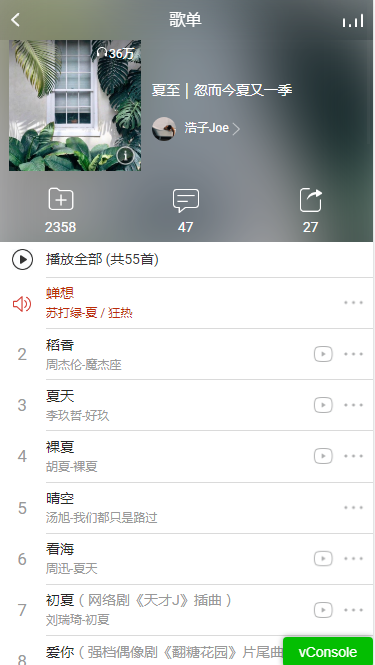 歌单
36万
夏至 | 忽而今夏又一季
浩子Joe
2358
47
27
播放全部 (共55首)
蝉想
苏打绿-夏 / 狂热
2
稻香
周杰伦-魔杰座
3
夏天
李玖哲-好玖
4
裸夏
胡夏-裸夏
5
晴空
汤旭-我们都只是路过
6
看海
周迅-夏天
7
初夏（网络剧《天才J》插曲）
刘瑞琦-初夏
8
爱你（强档偶像剧《翻糖花园》片尾曲
vConsole